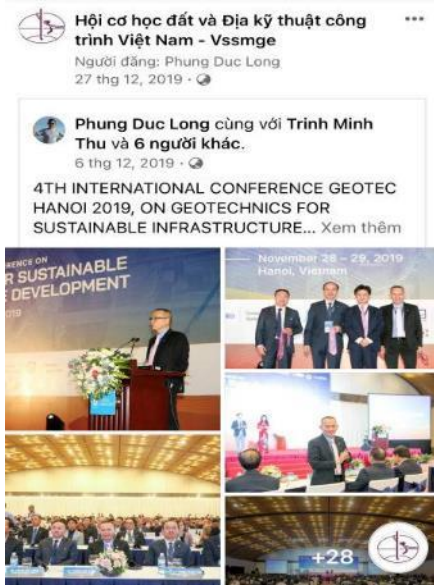 Hội cơ học đất và Địa kỹ thuật công
trình Việt Nam - Vssmge
Người đăng: Phung Duc Long
27 thg 12, 2019
Phung Duc Long cùng với Trinh Minh
Thu và 6 người khác.
6 thg 12, 2019
4TH INTERNATIONAL CONFERENCE GEOTEC
HANOI 2019, ON GEOTECHNICS FOR
SUSTAINABLE INFRASTRUCTURE... Xem thêm
ERENCE ON
R SUSTAINABLE
E DEVELOPMENT
2019
November 28 - 29, 2019
Hanoi, Vietnam
+28